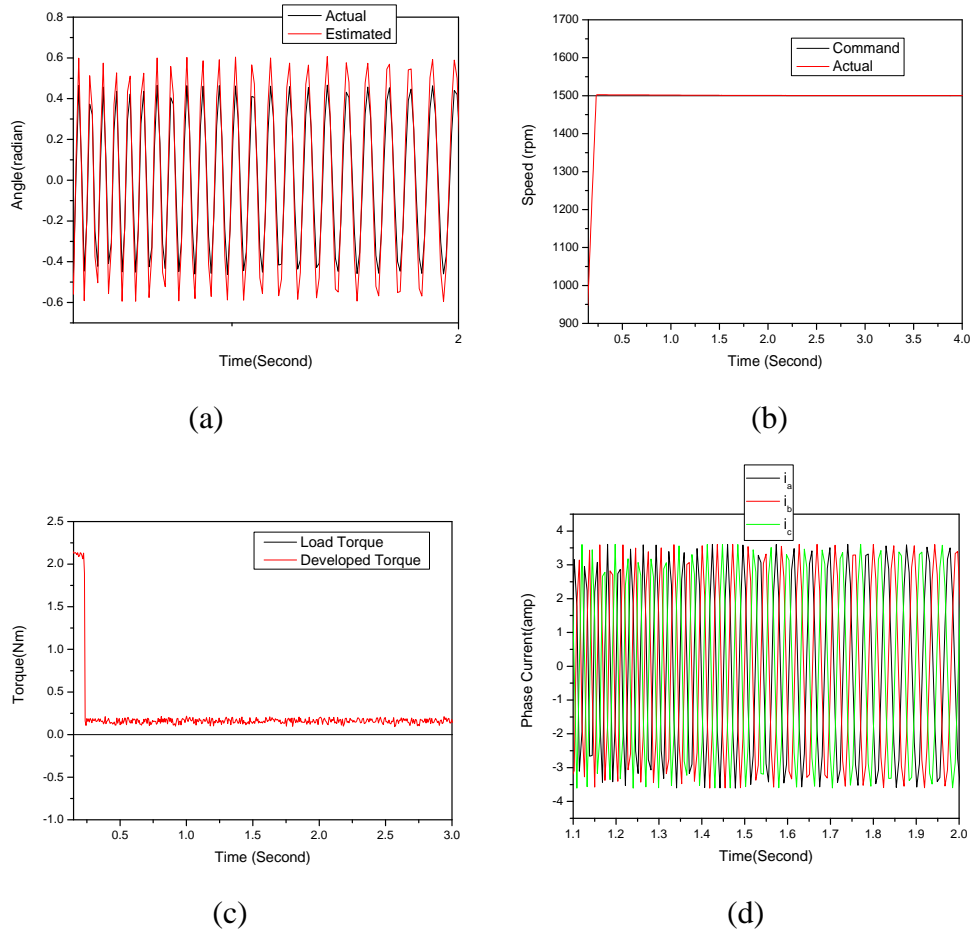 Actual
Estimated
0.8
0.6
0.4
0.2
0.0
-0.2
-0.4
-0.6
Angle(radian)
2
Time(Second)
(a)
Command
Actual
1700
1600
1500
1400
1300
1200
1100
1000
900
Speed (rpm)
0.5 1.0 1.5 2.0 2.5 3.0 3.5 4.0
Time (Second)
(b)
Load Torque
Developed Torque
2.5
2.0
1.5
1.0
0.5
0.0
-0.5
-1.0
Torque(Nm)
0.5 1.0 1.5 2.0 2.5 3.0
Time (Second)
(c)
i_a
i_b
i_c
4
3
1
0
-1
-3
-4
Phase Current(amp)
1.1 1.2 1.3 1.4 1.5 1.6 1.7 1.8 1.9 2.0
Time(Second)
(d)